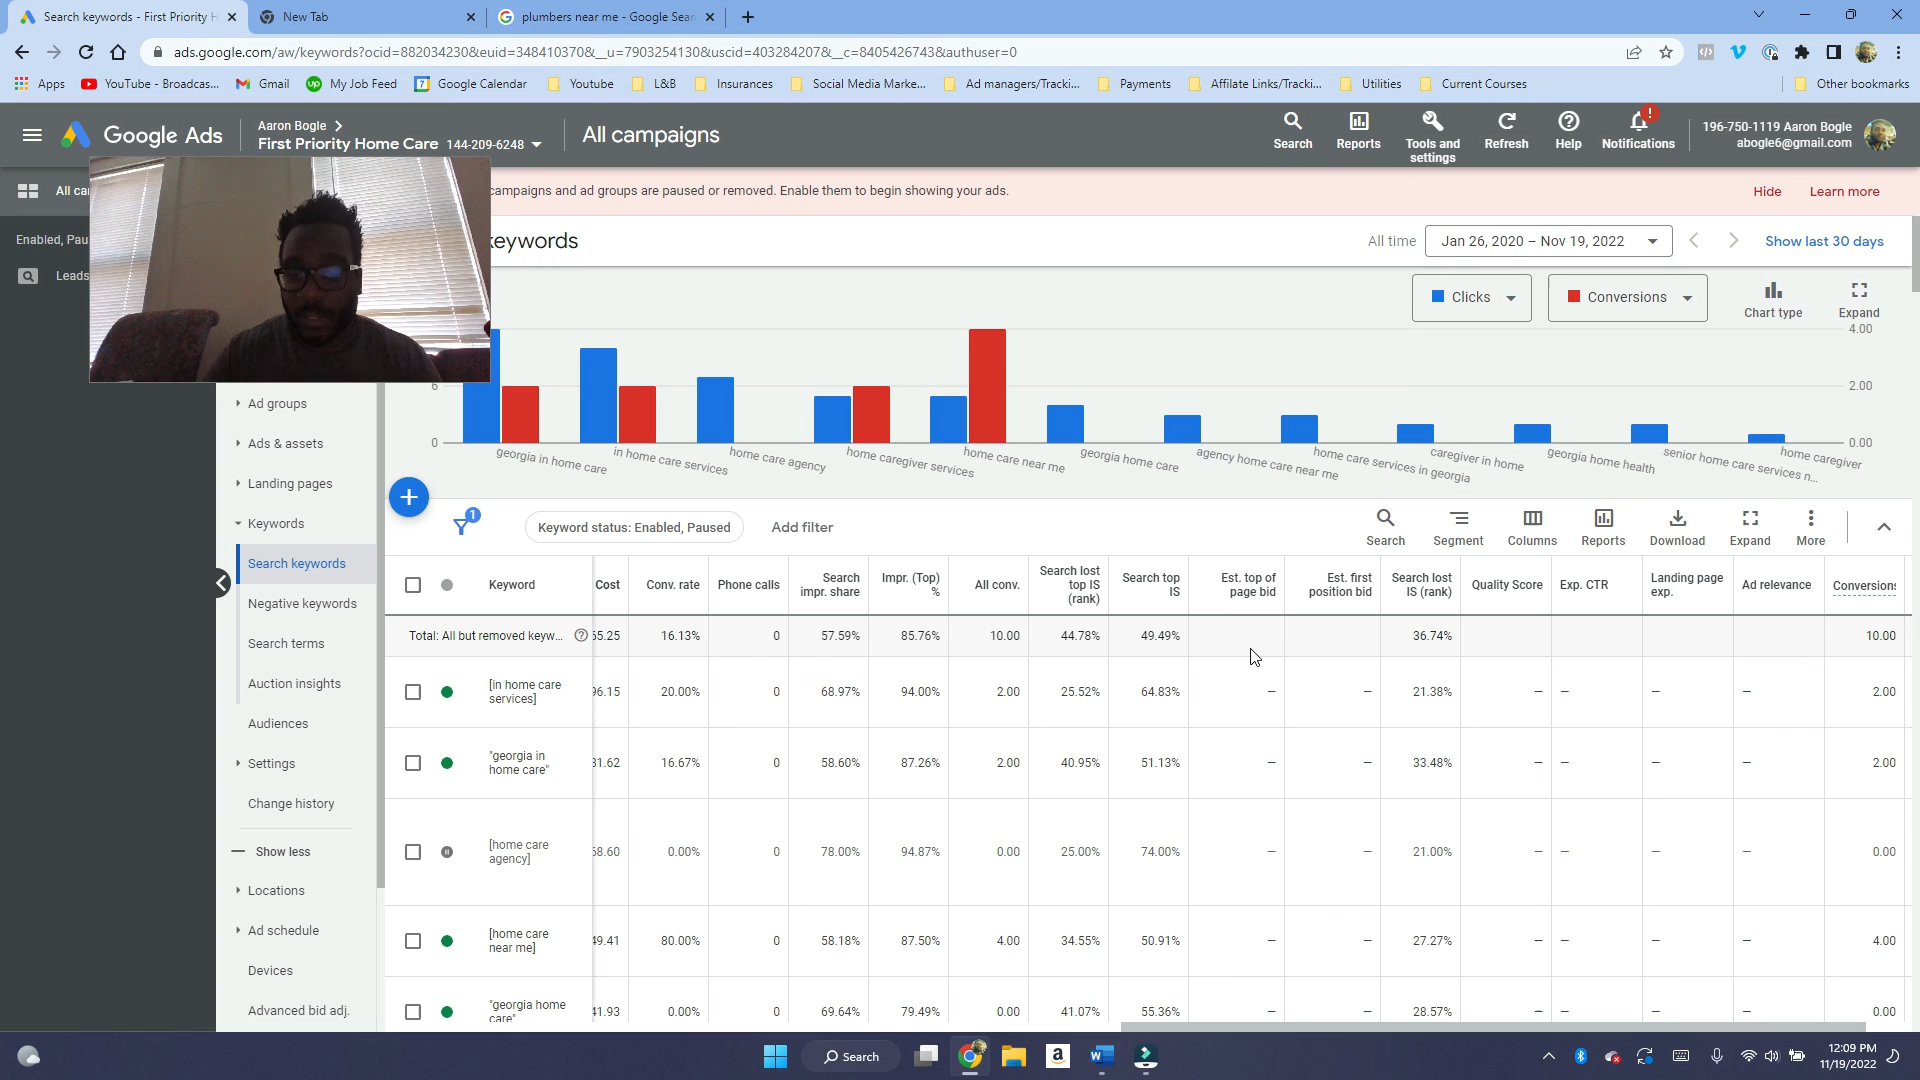 Search keywords - First Priority H
New Tab
plumbers near me - Google Sear
ads.google.com/aw/keywords?ocid=882034230&euid=348410370&__u=7903254130&uscid=403284207&__c=8405426743&authuser=0
Apps
YouTube - Broadcas...
Gmail
My Job Feed
Google Calendar
Youtube
L&B
Insurances
Social Media Marke...
Ad managers/Tracki...
Payments
Affilate Links/Tracki...
Utilities
Current Courses
Other bookmarks
Google Ads
Aaron Bogle
First Priority Home Care 144-209-6248
All campaigns
Search
Reports
Tools and settings
Refresh
Help
Notifications
196-750-1119 Aaron Bogle
abogle6@gmail.com
All ca
campaigns and ad groups are paused or removed. Enable them to begin showing your ads.
Hide
Learn more
Enabled, Pau
Leads
keywords
All time
Jan 26, 2020 – Nov 19, 2022
Show last 30 days
Clicks
Conversions
Chart type
Expand
4.00
6
2.00
0
0.00
georgia in home care
in home care services
home care agency
home caregiver services
home care near me
georgia home care
agency home care near me
home care services in georgia
caregiver in home
georgia home health
senior home care services n...
home caregiver
Ad groups
Ads & assets
Landing pages
Keywords
Search keywords
Negative keywords
Search terms
Auction insights
Audiences
Settings
Change history
Show less
Locations
Ad schedule
Devices
Advanced bid adj.
1
Keyword status: Enabled, Paused
Add filter
Search
Segment
Columns
Reports
Download
Expand
More
Keyword
Cost
Conv. rate
Phone calls
Search impr. share
Impr. (Top) %
All conv.
Search lost top IS (rank)
Search top IS
Est. top of page bid
Est. first position bid
Search lost IS (rank)
Quality Score
Exp. CTR
Landing page exp.
Ad relevance
Conversions
Total: All but removed keyw... 65.25 16.13% 0 57.59% 85.76% 10.00 44.78% 49.49% 36.74% 10.00
[in home care services] 96.15 20.00% 0 68.97% 94.00% 2.00 25.52% 64.83% – – 21.38% – – – – 2.00
"georgia in home care" 31.62 16.67% 0 58.60% 87.26% 2.00 40.95% 51.13% – – 33.48% – – – – 2.00
[home care agency] 68.60 0.00% 0 78.00% 94.87% 0.00 25.00% 74.00% – – 21.00% – – – – 0.00
[home care near me] 49.41 80.00% 0 58.18% 87.50% 4.00 34.55% 50.91% – – 27.27% – – – – 4.00
"georgia home care" 41.93 0.00% 0 69.64% 79.49% 0.00 41.07% 55.36% – – 28.57% – – – – 0.00
Search
12:09 PM
11/19/2022